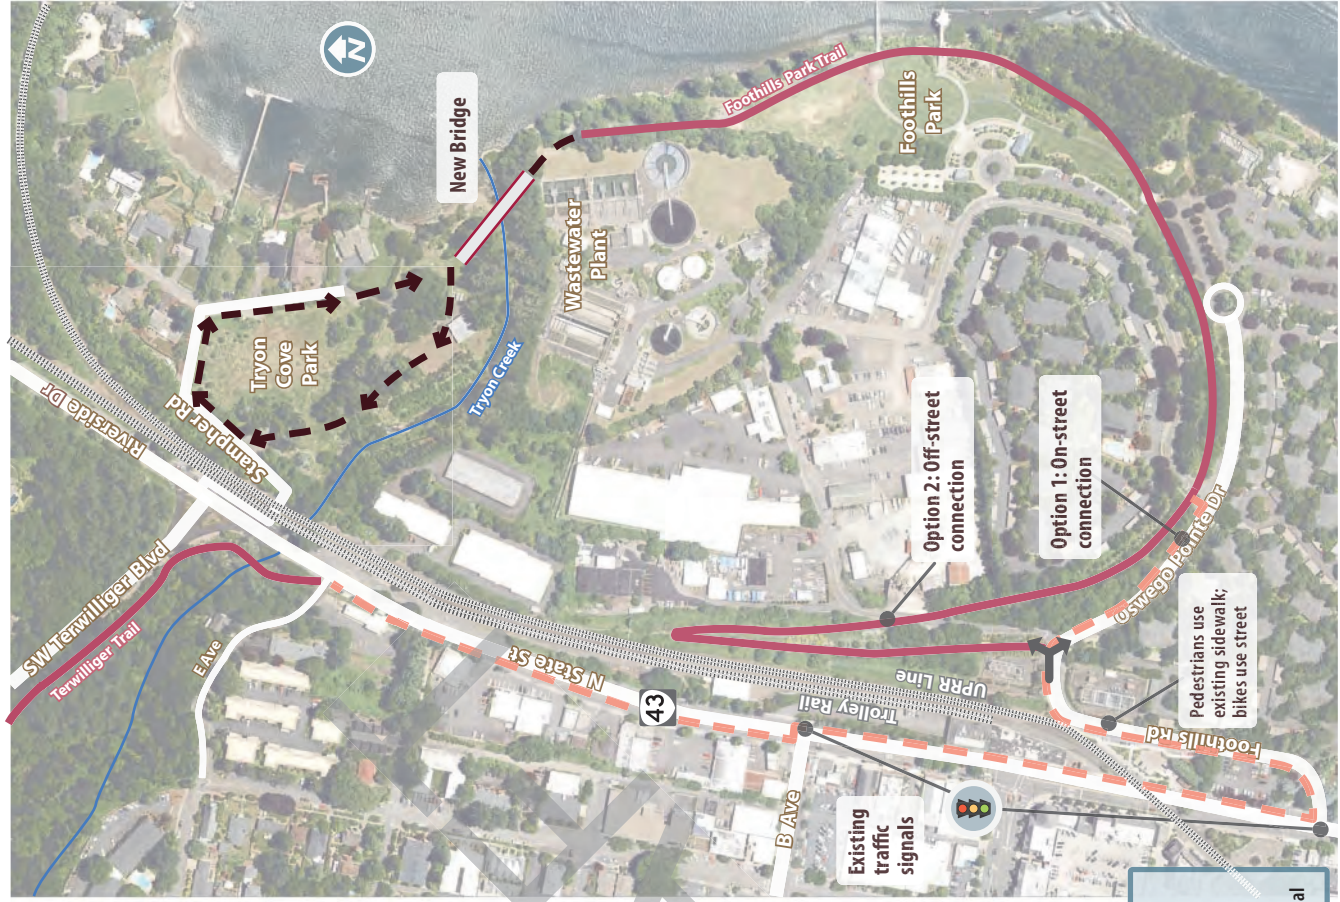 N
New Bridge
Foothills Park Trail
Foothills
Park
Wastewater
Plant
Tryon
Cove
Park
Tryon Creek
Riverside Dr
Stampher Rd
SW Terwilliger Blvd
Terwilliger Trail
E Ave
N State St
43
UPRR Line
Trolley Rail
Option 2: Off-street
connection
Option 1: On-street
connection
Oswego Pointe Dr
Pedestrians use
existing sidewalk;
bikes use street
Foothills Rd
B Ave
Existing
traffic
signals
al